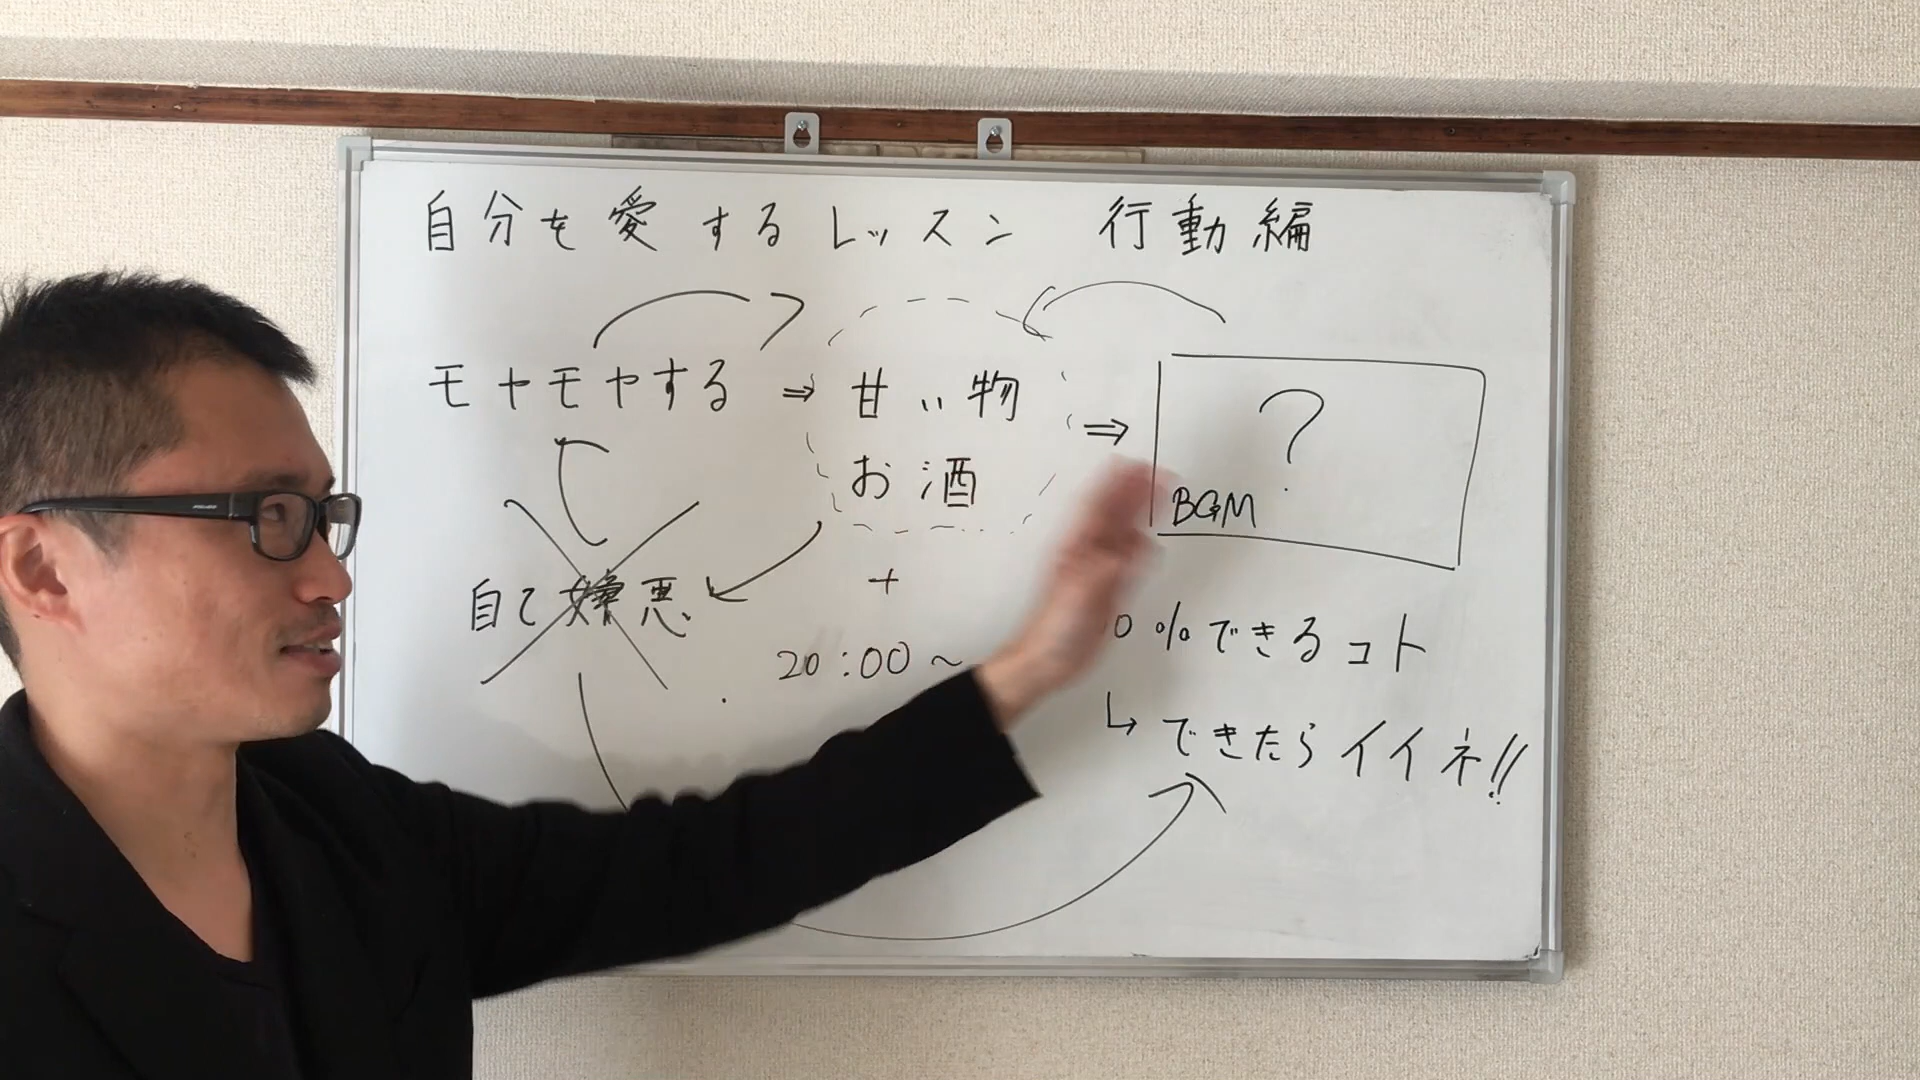 自分を愛するレッスン 行動編
モヤモヤする ⇒ 甘い物 ⇒ ?
お酒
BGM
自己嫌悪
+
20:00~
0%できるコト
↳できたらイイネ!!